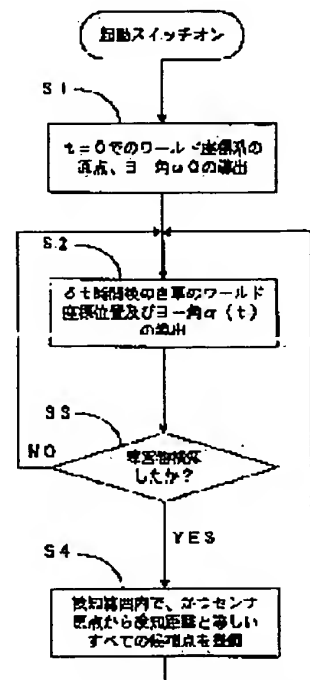 起動スイッチオン
S1
t=0でのワールド座標系の
原点、ヨー角α0の導出
S2
δt時間後の自車のワールド
座標位置及びヨー角α(t)
の導出
S3
障害物検知
したか?
NO
YES
S4
検知範囲内で、かつセンサ
原点から検知距離と等しい
すべての候補点を登録